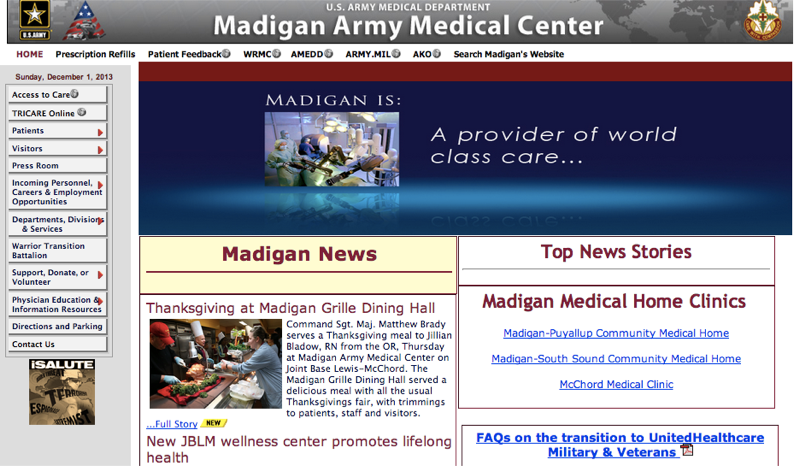 U.S. ARMY MEDICAL DEPARTMENT
Madigan Army Medical Center
U.S.ARMY
HOME Prescription Refills Patient Feedback WRMC AMEDD ARMY.MIL AKO Search Madigan's Website
Sunday, December 1, 2013
Access to Care
TRICARE Online
Patients
Visitors
Press Room
Incoming Personnel,
Careers & Employment
Opportunities
Departments, Divisions
& Services
Warrior Transition
Battalion
Support, Donate, or
Volunteer
Physician Education &
Information Resources
Directions and Parking
Contact Us
iSALUTE
MADIGAN IS:
A provider of world
class care...
Madigan News
Thanksgiving at Madigan Grille Dining Hall
Command Sgt. Maj. Matthew Brady
serves a Thanksgiving meal to Jillian
Bladow, RN from the OR, Thursday
at Madigan Army Medical Center on
Joint Base Lewis-McChord. The
Madigan Grille Dining Hall served a
delicious meal with all the usual
Thanksgivings fair, with trimmings
to patients, staff and visitors.
...Full Story NEW
New JBLM wellness center promotes lifelong
health
Top News Stories
Madigan Medical Home Clinics
Madigan-Puyallup Community Medical Home
Madigan-South Sound Community Medical Home
McChord Medical Clinic
FAQs on the transition to UnitedHealthcare
Military & Veterans